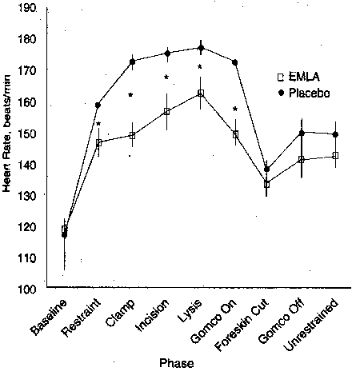 190
180
170
160
150
140
130
120
110
100
Heart Rate, beats/min
EMLA
Placebo
*
*
*
*
*
Baseline
Restraint
Clamp
Incision
Lysis
Gomco On
Foreskin Cut
Gomco Off
Unrestrained
Phase